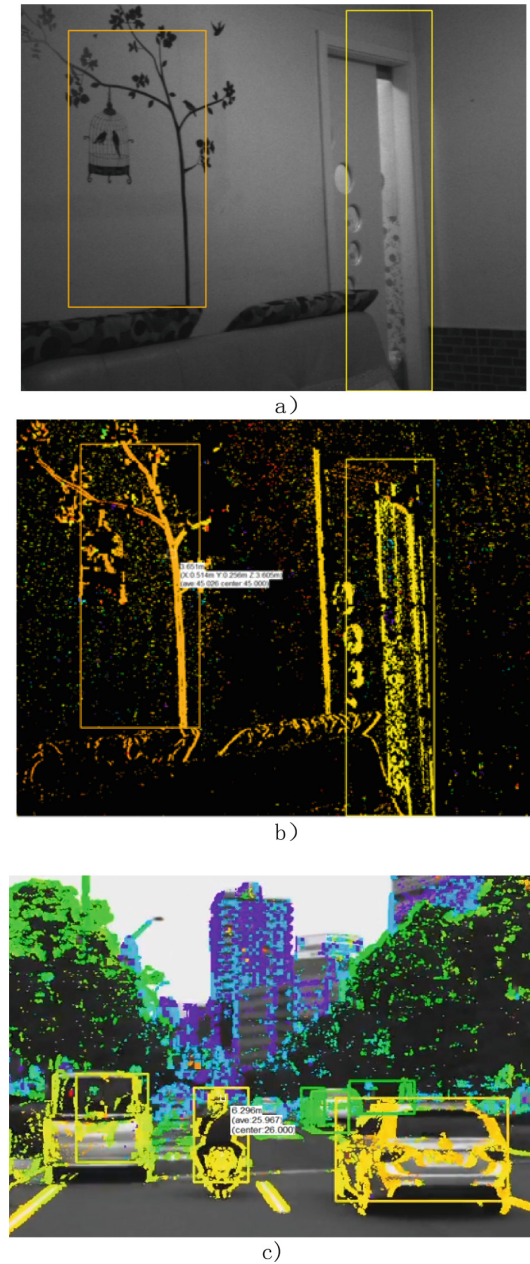 a)
3.651m
(X:0.514m Y:0.256m Z:3.605m)
(ave:45.026 center:45.000)
b)
6.296m
(ave:25.967)
(center:26.000)
c)